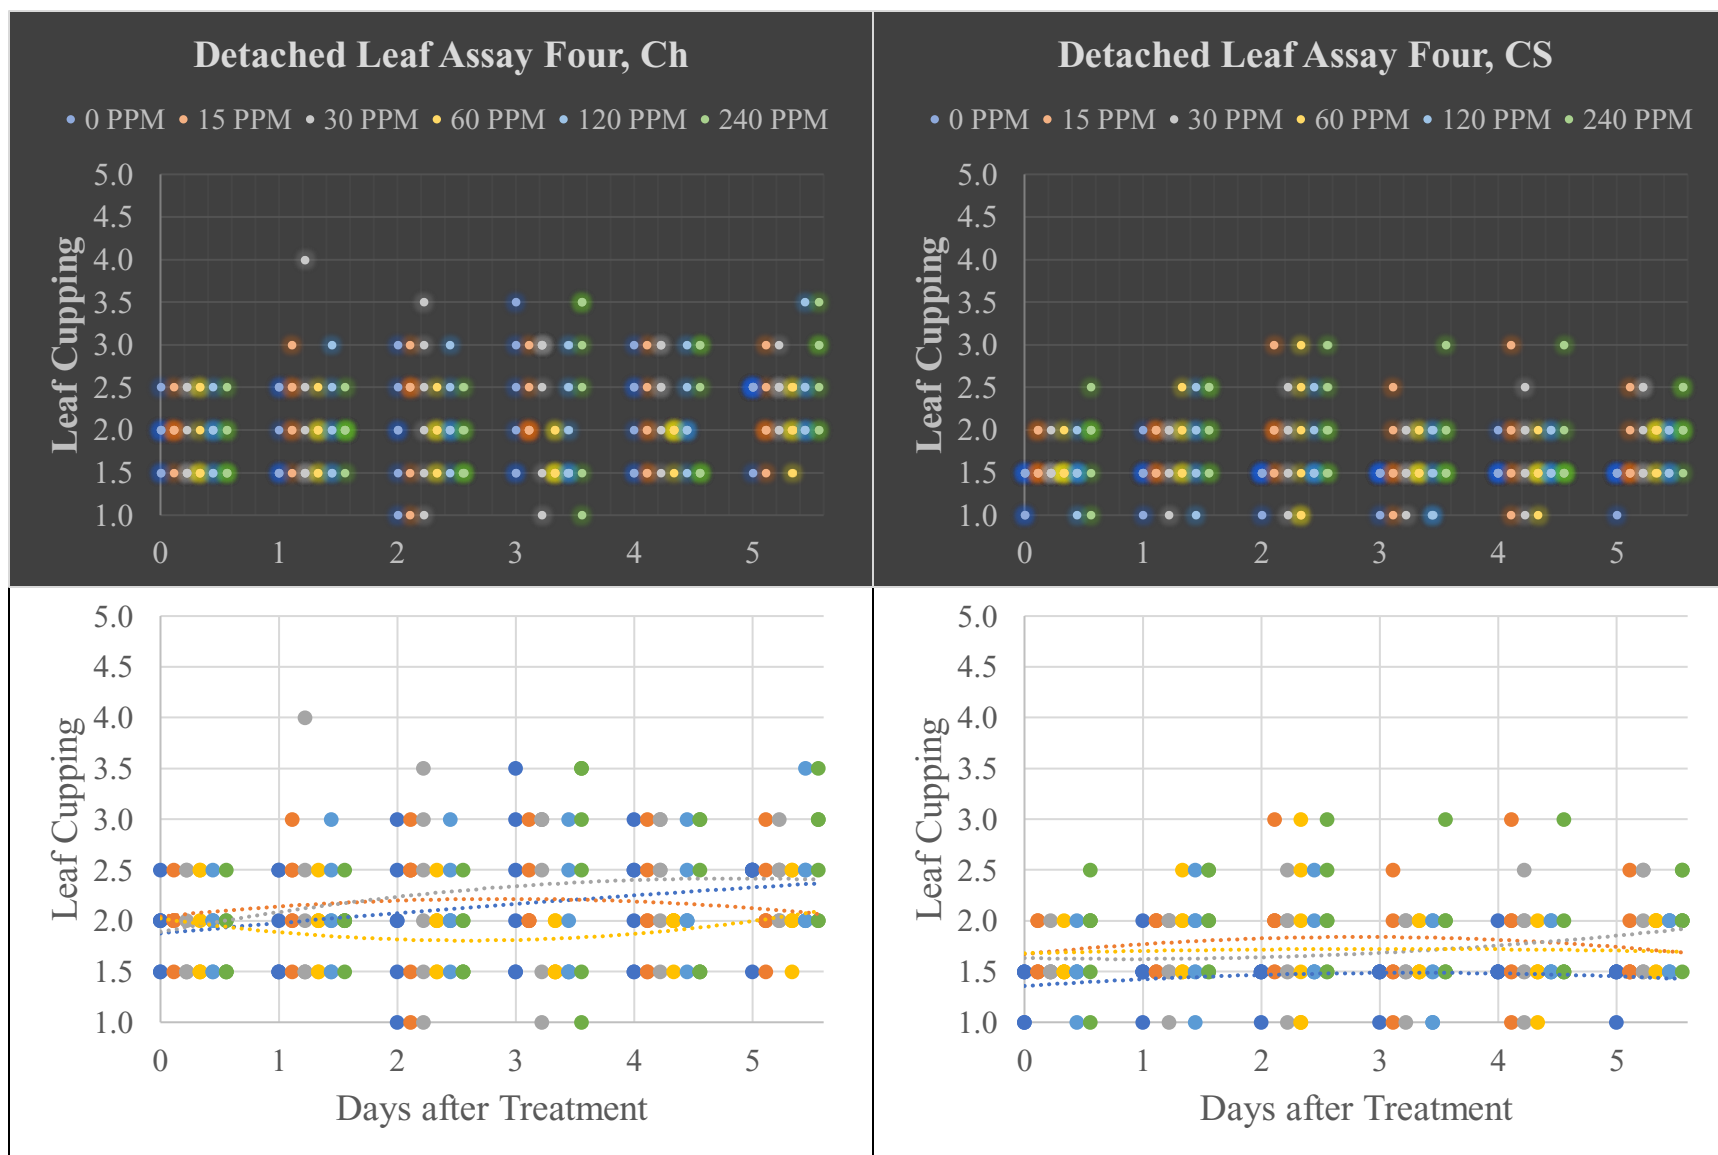 Detached Leaf Assay Four, Ch
0 PPM 15 PPM 30 PPM 60 PPM 120 PPM 240 PPM
Leaf Cupping
5.0
4.5
4.0
3.5
3.0
2.5
2.0
1.5
1.0
0 1 2 3 4 5
Detached Leaf Assay Four, CS
0 PPM 15 PPM 30 PPM 60 PPM 120 PPM 240 PPM
Leaf Cupping
5.0
4.5
4.0
3.5
3.0
2.5
2.0
1.5
1.0
0 1 2 3 4 5
Leaf Cupping
5.0
4.5
4.0
3.5
3.0
2.5
2.0
1.5
1.0
0 1 2 3 4 5
Days after Treatment
Leaf Cupping
5.0
4.5
4.0
3.5
3.0
2.5
2.0
1.5
1.0
0 1 2 3 4 5
Days after Treatment